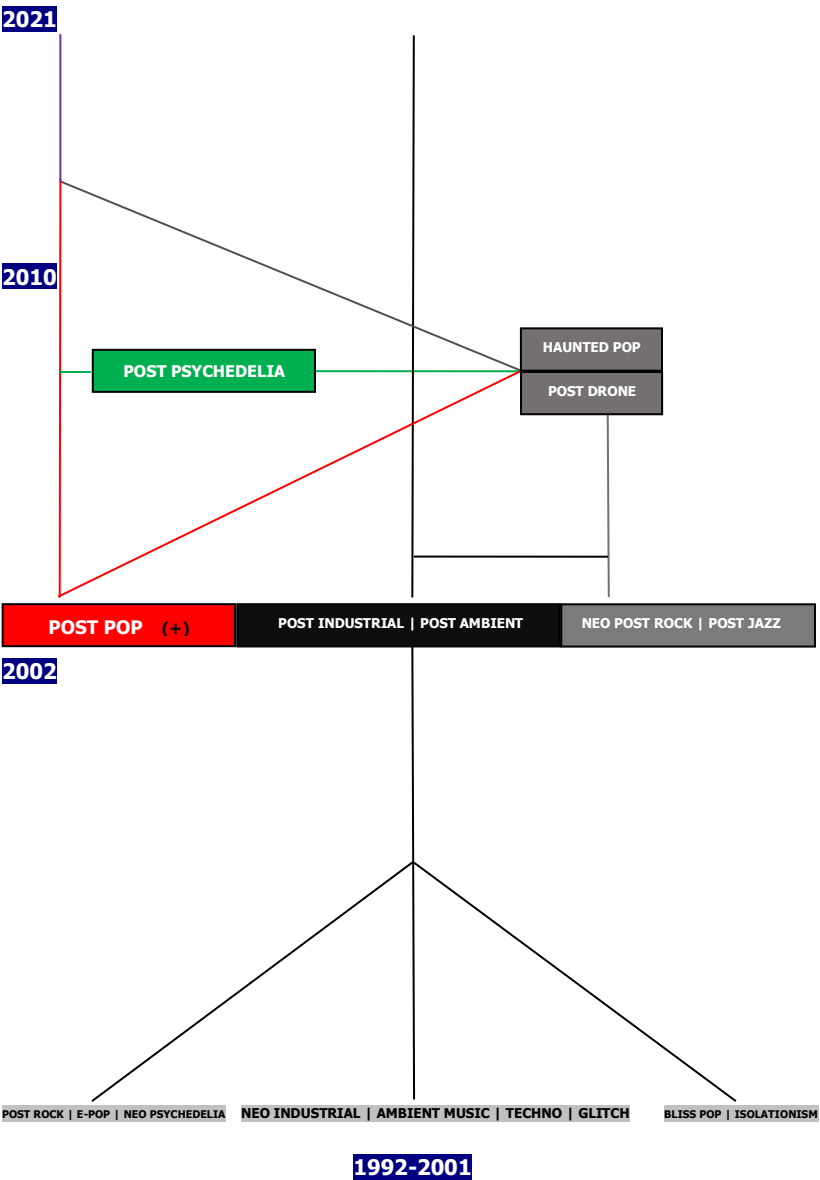 2021
2010
HAUNTED POP
POST PSYCHEDELIA
POST DRONE
POST POP (+)
POST INDUSTRIAL | POST AMBIENT
NEO POST ROCK | POST JAZZ
2002
POST ROCK | E-POP | NEO PSYCHEDELIA
NEO INDUSTRIAL | AMBIENT MUSIC | TECHNO | GLITCH
BLISS POP | ISOLATIONISM
1992-2001